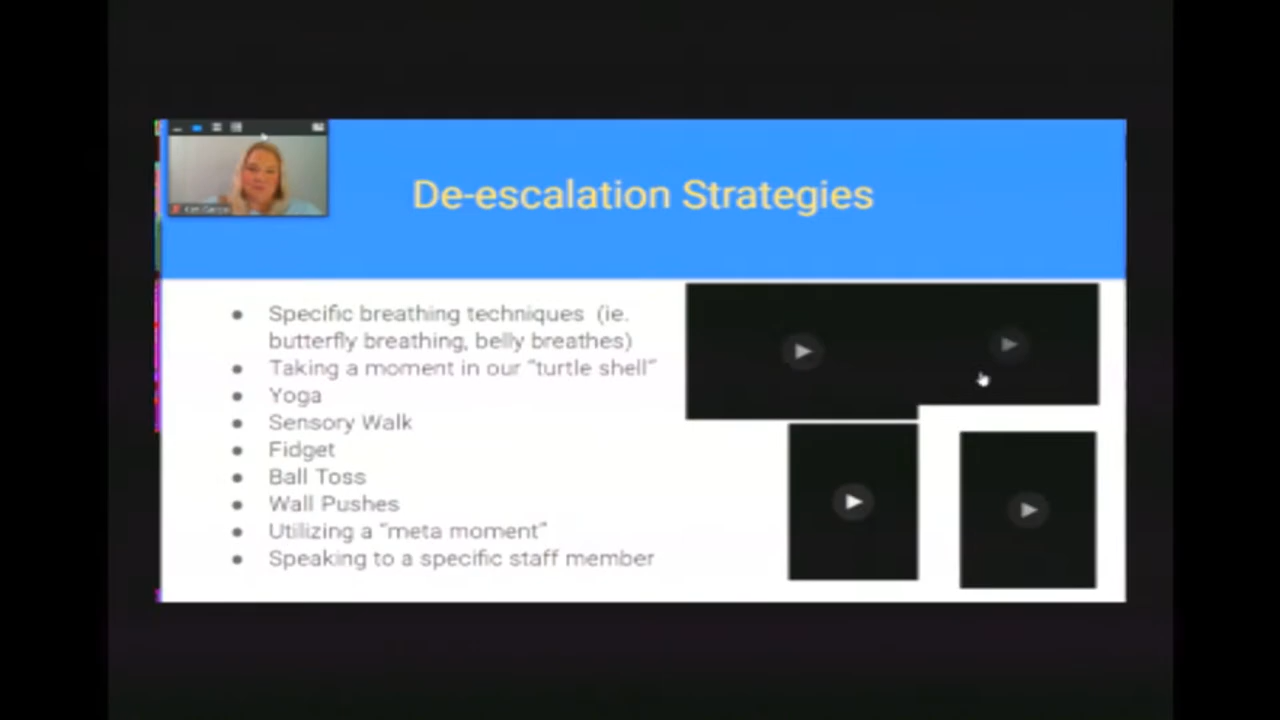 De-escalation Strategies
● Specific breathing techniques (ie.
butterfly breathing, belly breathes)
● Taking a moment in our “turtle shell”
● Yoga
● Sensory Walk
● Fidget
● Ball Toss
● Wall Pushes
● Utilizing a “meta moment”
● Speaking to a specific staff member